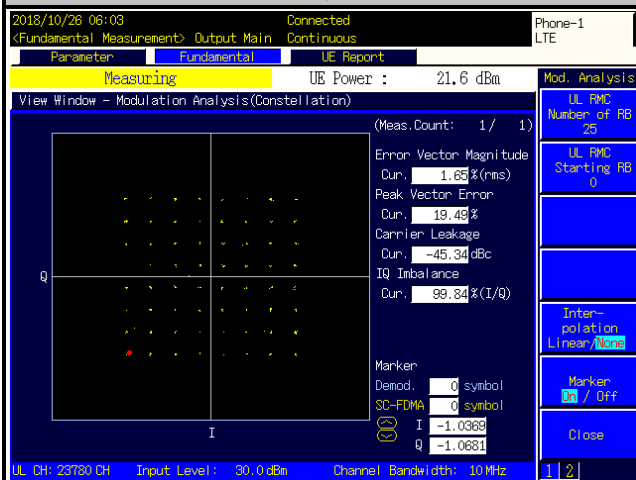 2018/10/26 06:03 Connected Phone-1
<Fundamental Measurement> Output Main Continuous LTE
Parameter Fundamental UE Report
Measuring UE Power : 21.6 dBm Mod. Analysis
View Window - Modulation Analysis(Constellation)
(Meas.Count: 1/ 1)
Error Vector Magnitude
Cur. 1.65 %(rms)
Peak Vector Error
Cur. 19.49 %
Carrier Leakage
Cur. -45.34 dBc
IQ Imbalance
Cur. 99.84 %(I/Q)
Q
I
Marker
Demod. 0 symbol
SC-FDMA 0 symbol
I -1.0369
Q -1.0681
UL RMC
Number of RB
25
UL RMC
Starting RB
0
Inter-
polation
Linear/None
Marker
On / Off
Close
UL CH: 23780 CH Input Level: 30.0 dBm Channel Bandwidth: 10 MHz 1 2